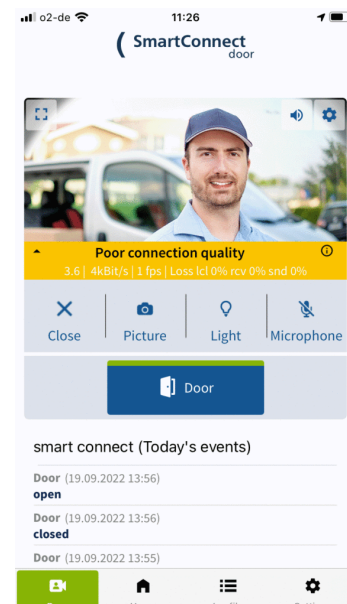 o2-de 11:26
SmartConnect
door
Poor connection quality
3.6 | 4kBit/s | 1 fps | Loss lcl 0% rcv 0% snd 0%
Close Picture Light Microphone
Door
smart connect (Today's events)
Door (19.09.2022 13:56)
open
Door (19.09.2022 13:56)
closed
Door (19.09.2022 13:55)